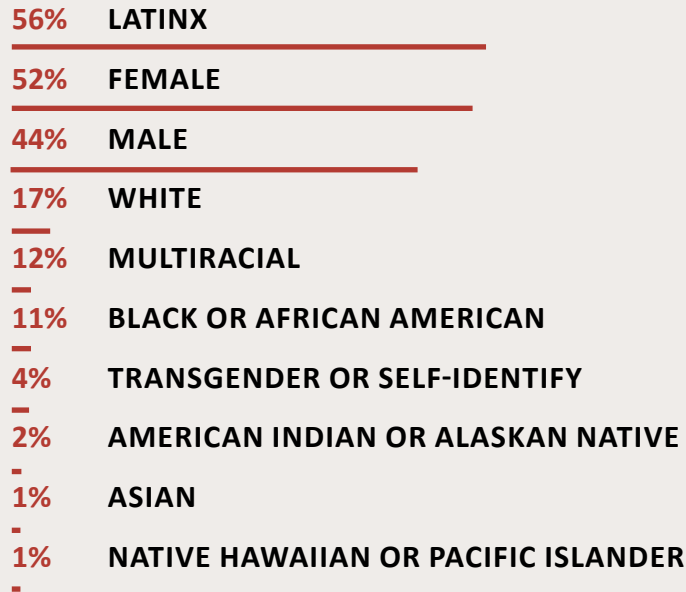 56% LATINX
52% FEMALE
44% MALE
17% WHITE
12% MULTIRACIAL
11% BLACK OR AFRICAN AMERICAN
4% TRANSGENDER OR SELF-IDENTIFY
2% AMERICAN INDIAN OR ALASKAN NATIVE
1% ASIAN
1% NATIVE HAWAIIAN OR PACIFIC ISLANDER